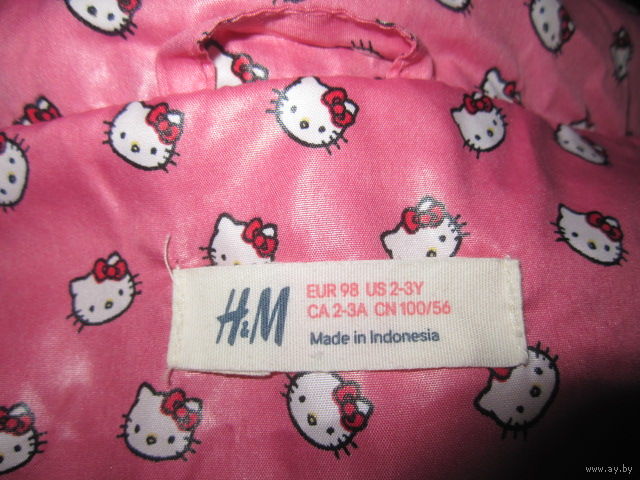 H&M
EUR 98 US 2-3Y
CA 2-3A CN 100/56
Made in Indonesia
www.ay.by